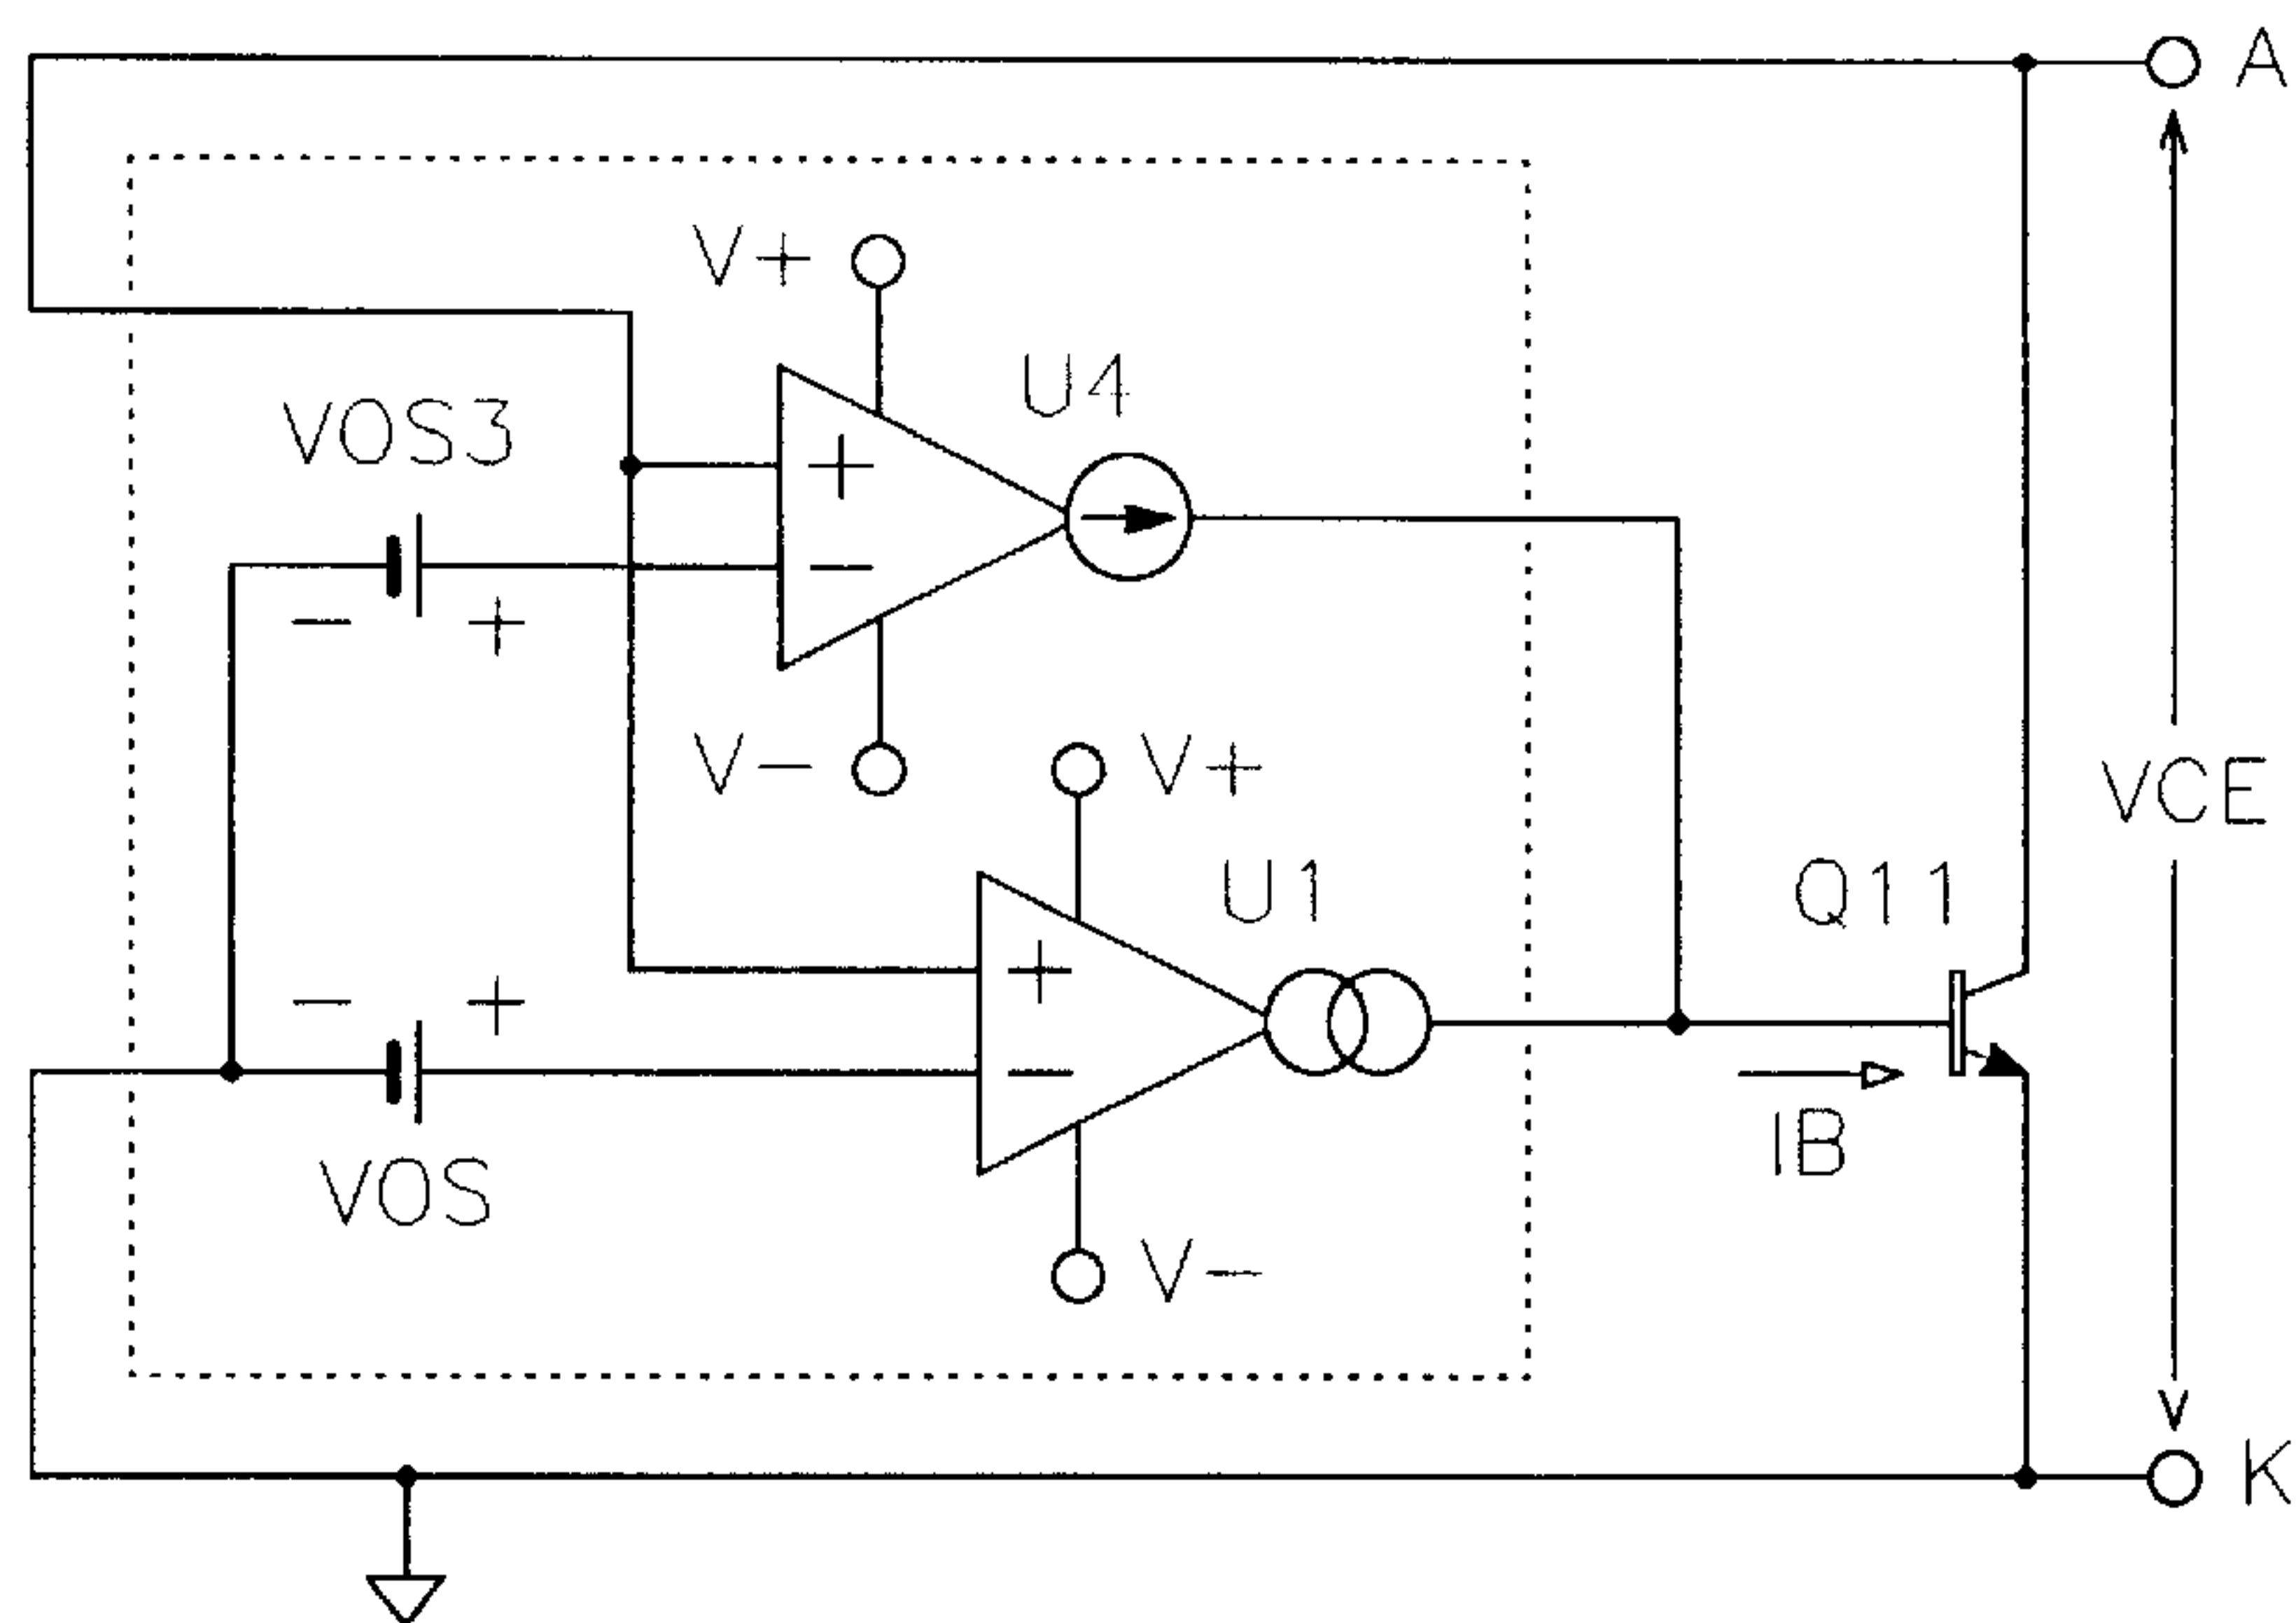 A
V+
U4
+
VOS3
−
− +
V−
V+
VCE
U1
Q11
+
− +
−
IB
VOS
V−
K